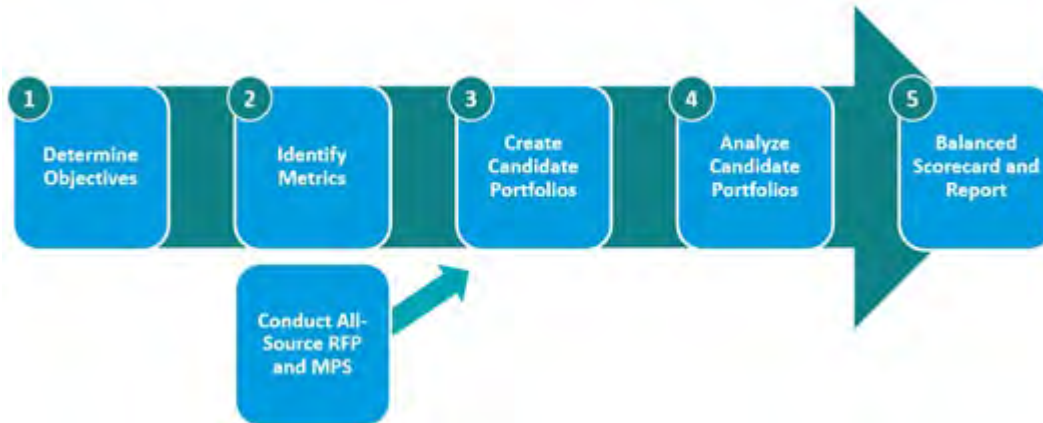 1
Determine
Objectives
2
Identify
Metrics
3
Create
Candidate
Portfolios
4
Analyze
Candidate
Portfolios
5
Balanced
Scorecard and
Report
Conduct All-
Source RFP
and MPS